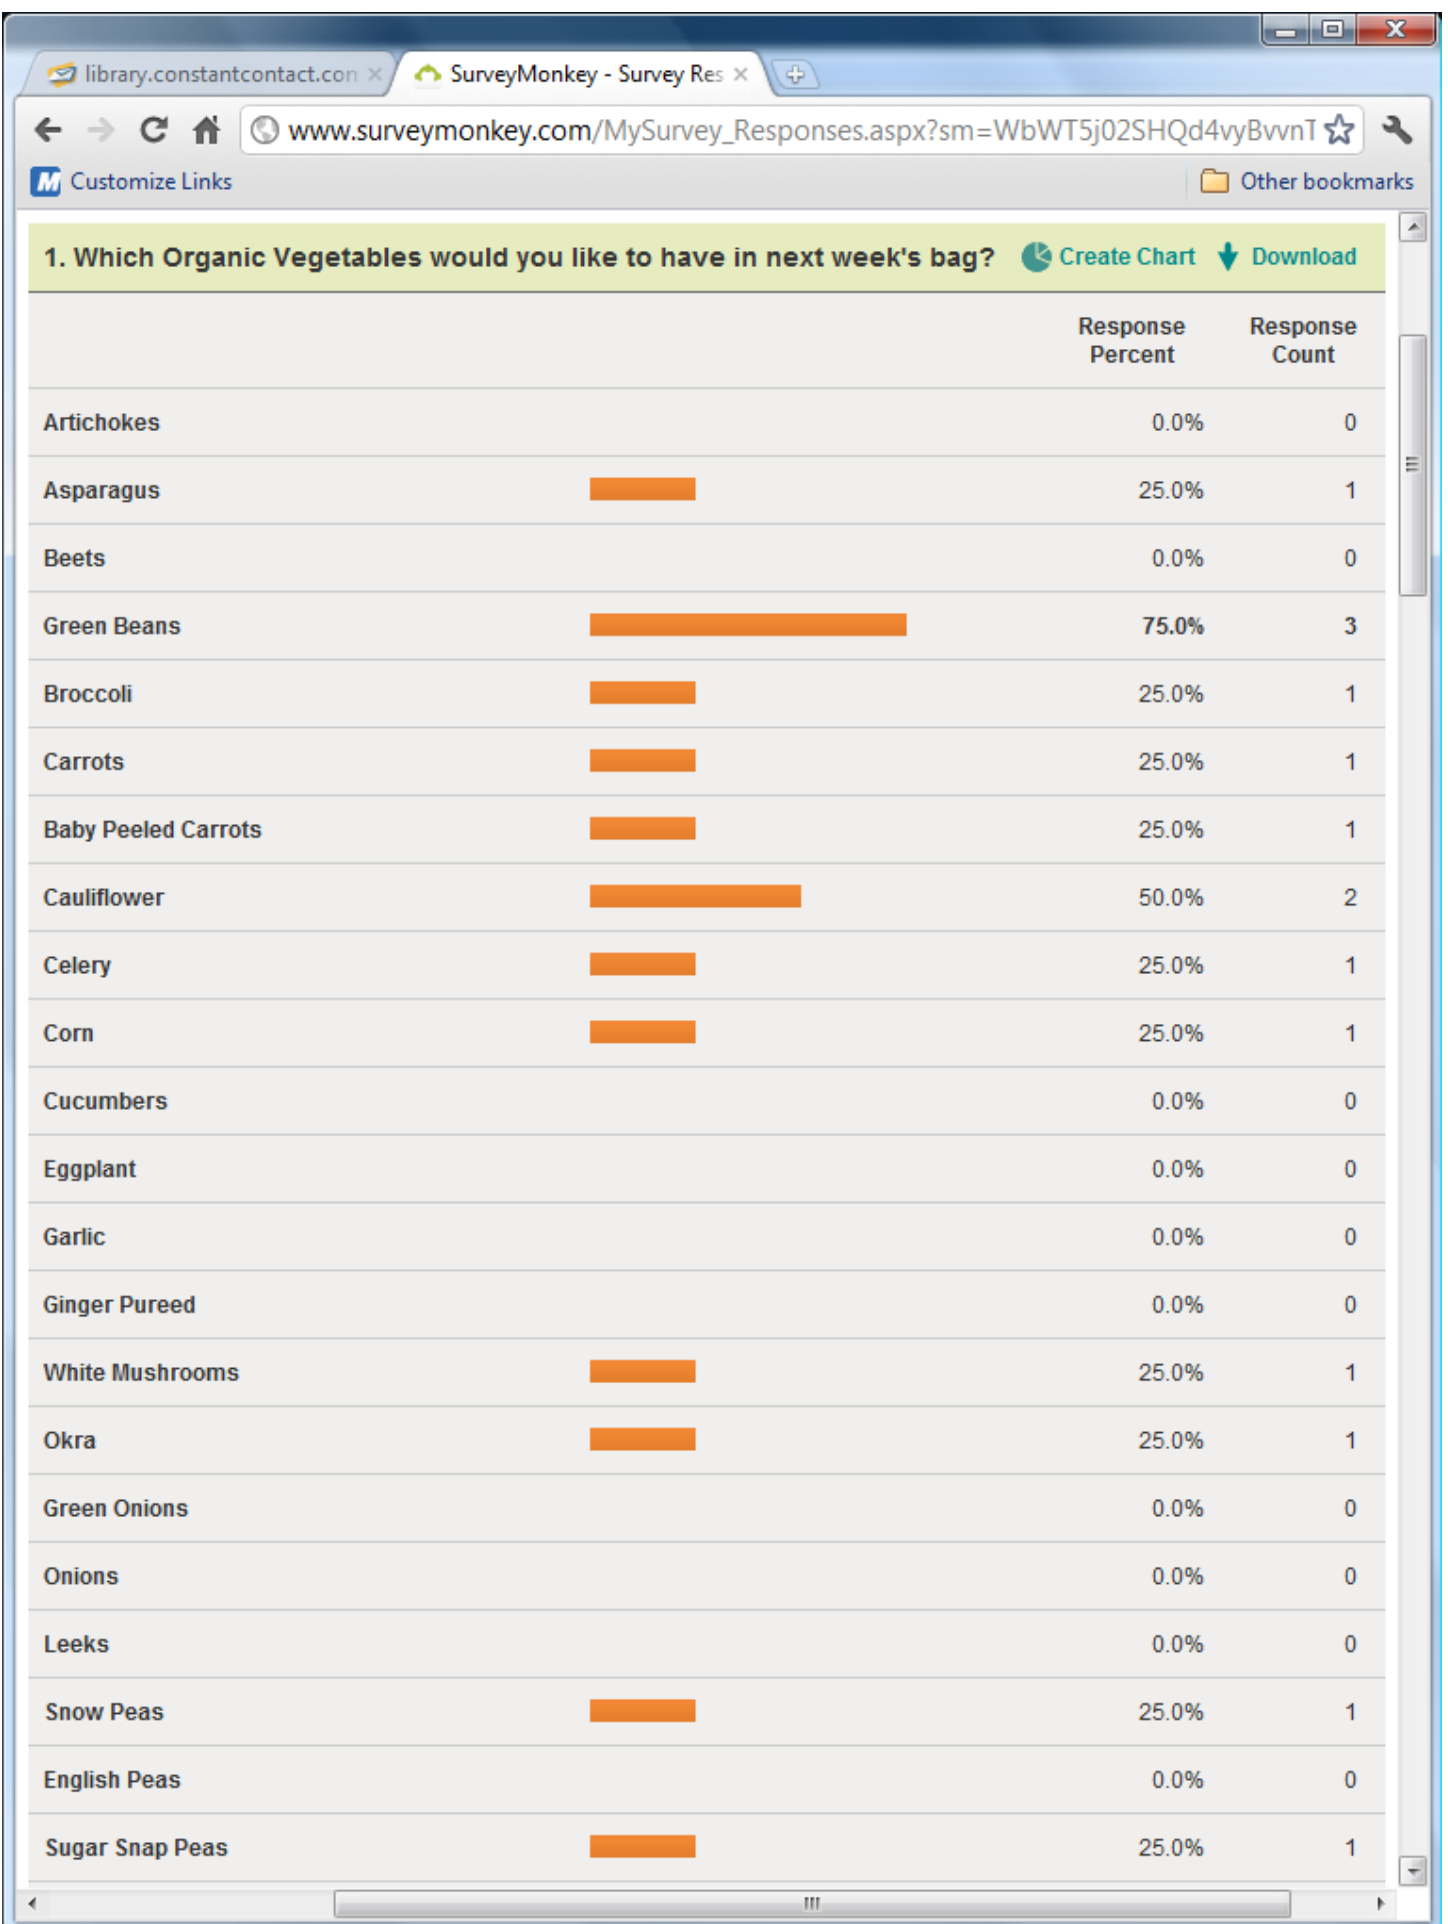 library.constantcontact.con
SurveyMonkey - Survey Res
www.surveymonkey.com/MySurvey_Responses.aspx?sm=WbWT5j02SHQd4vyBvvnT
Customize Links Other bookmarks
1. Which Organic Vegetables would you like to have in next week's bag? Create Chart Download
Response Percent Response Count
Artichokes 0.0% 0
Asparagus 25.0% 1
Beets 0.0% 0
Green Beans 75.0% 3
Broccoli 25.0% 1
Carrots 25.0% 1
Baby Peeled Carrots 25.0% 1
Cauliflower 50.0% 2
Celery 25.0% 1
Corn 25.0% 1
Cucumbers 0.0% 0
Eggplant 0.0% 0
Garlic 0.0% 0
Ginger Pureed 0.0% 0
White Mushrooms 25.0% 1
Okra 25.0% 1
Green Onions 0.0% 0
Onions 0.0% 0
Leeks 0.0% 0
Snow Peas 25.0% 1
English Peas 0.0% 0
Sugar Snap Peas 25.0% 1